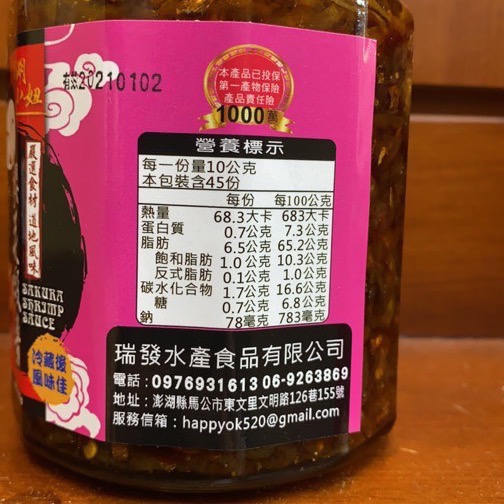 有效20210102
妞
嚴選食材 道地風味
SAKURA
SHRIMP
SAUCE
冷藏後
風味佳
本產品已投保
第一產物保險
產品責任險
1000萬
營養標示
每一份量10公克
本包裝含45份
每份 每100公克
熱量 68.3大卡 683大卡
蛋白質 0.7公克 7.3公克
脂肪 6.5公克 65.2公克
飽和脂肪 1.0公克 10.3公克
反式脂肪 0.1公克 1.0公克
碳水化合物 1.7公克 16.6公克
糖 0.7公克 6.8公克
鈉 78毫克 783毫克
瑞發水產食品有限公司
電話：0976931613 06-9263869
地址：澎湖縣馬公市東文里文明路126巷155號
服務信箱：happyok520@gmail.com